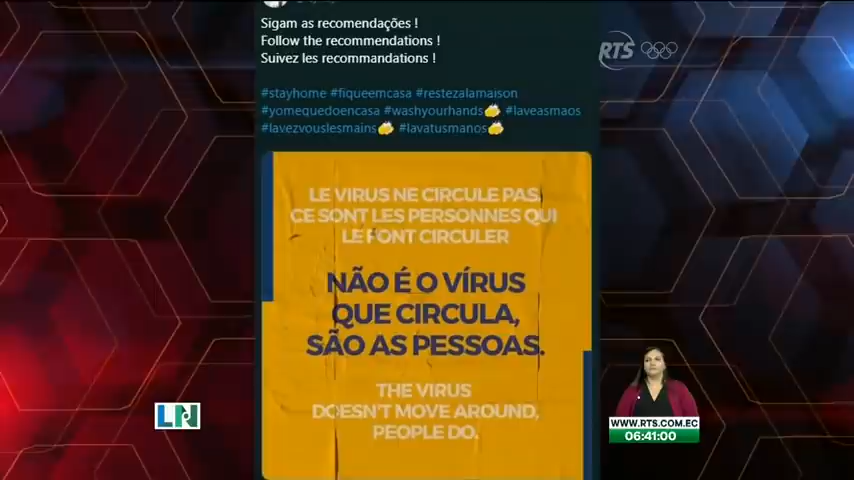 Sigam as recomendações !
Follow the recommendations !
Suivez les recommandations !
RTS
#stayhome #fiqueemcasa #restezalamaison
#yomequedoencasa #washyourhands #laveasmaos
#lavezvouslesmains #lavatusmanos
LE VIRUS NE CIRCULE PAS,
CE SONT LES PERSONNES QUI
LE FONT CIRCULER
NÃO É O VÍRUS
QUE CIRCULA,
SÃO AS PESSOAS.
THE VIRUS
DOESN'T MOVE AROUND,
PEOPLE DO.
LN
WWW.RTS.COM.EC
06:41:00